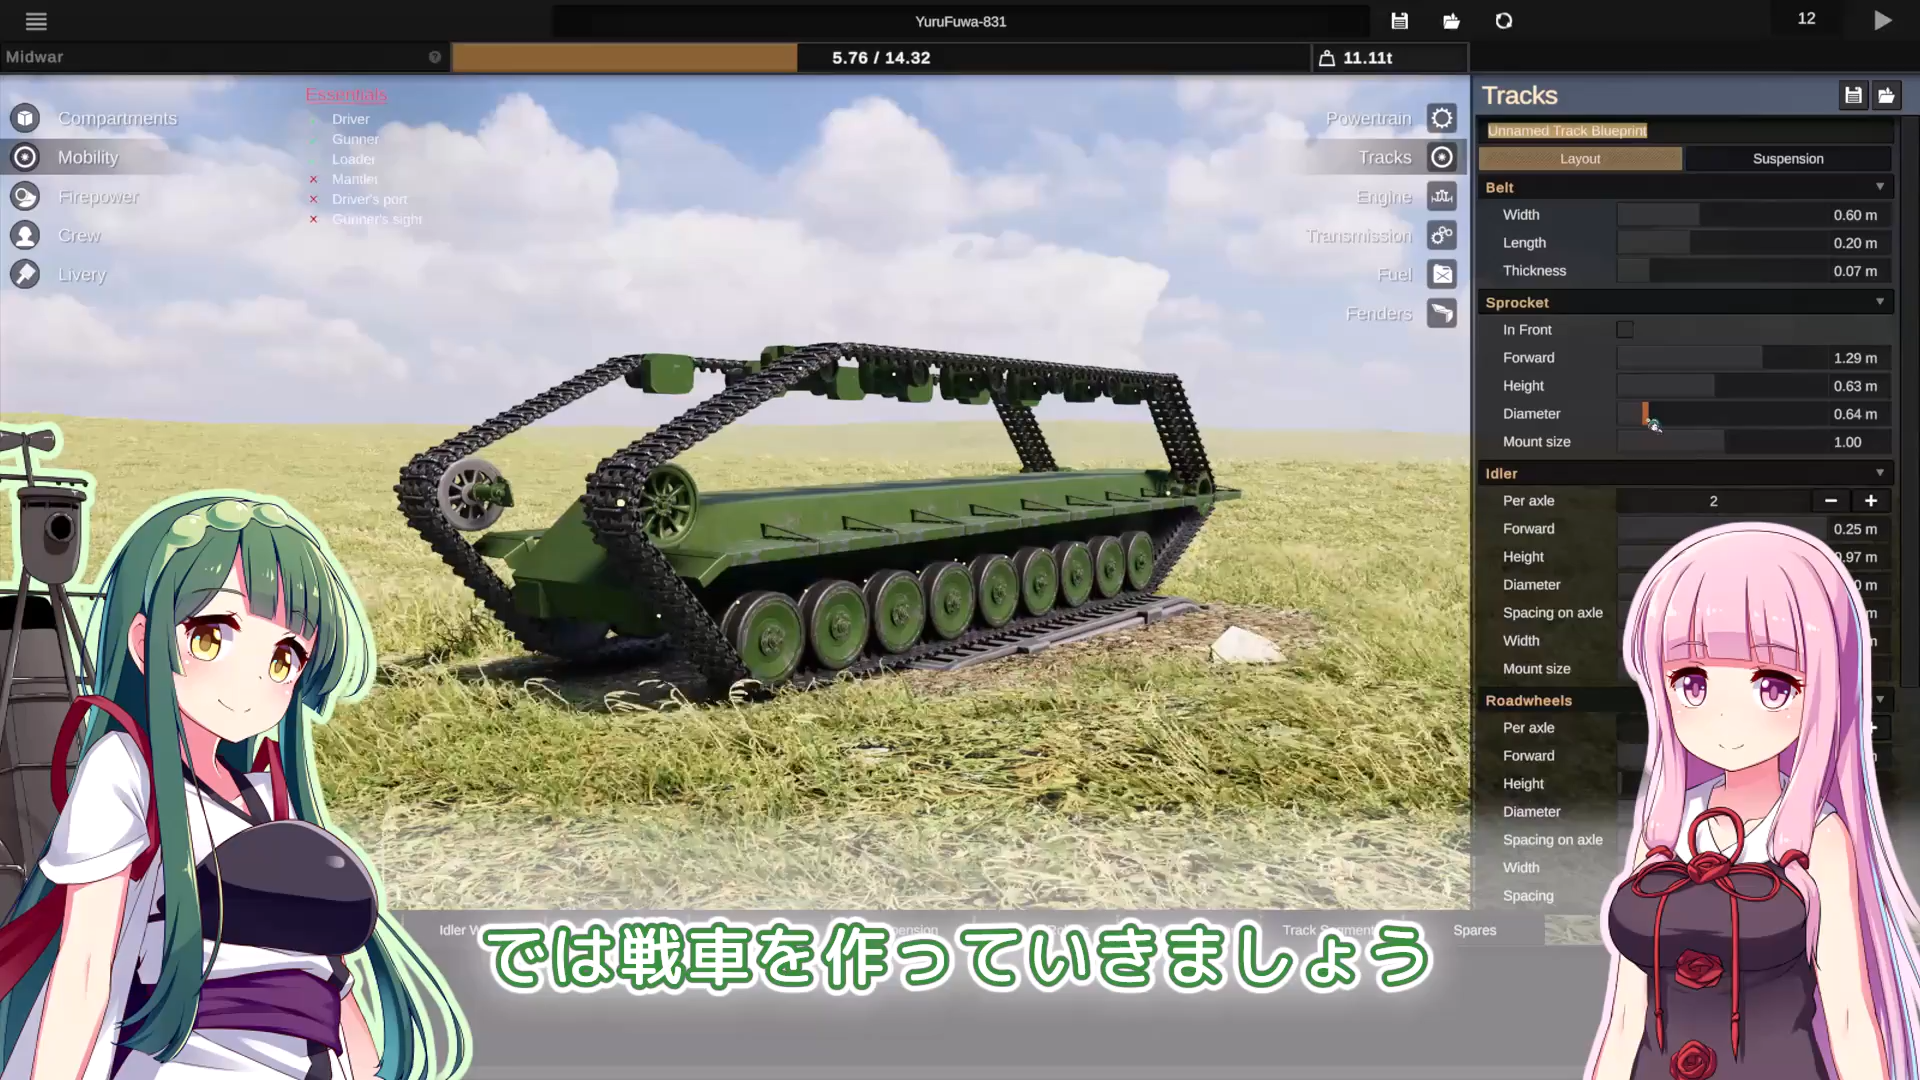 YuruFuwa-831
12
Midwar
5.76 / 14.32
11.11t
Compartments
Mobility
Firepower
Crew
Livery
Essentials
Driver
Gunner
Loader
Mantlet
Driver's port
Gunner's sight
Powertrain
Tracks
Engine
Transmission
Fuel
Fenders
Tracks
Unnamed Track Blueprint
Layout
Suspension
Belt
Width 0.60 m
Length 0.20 m
Thickness 0.07 m
Sprocket
In Front
Forward 1.29 m
Height 0.63 m
Diameter 0.64 m
Mount size 1.00
Idler
Per axle 2
Forward 0.25 m
Height
Diameter
Spacing on axle
Width
Mount size
Roadwheels
Per axle
Forward
Height
Diameter
Spacing on axle
Width
Spacing
Idler
Track Segment
Spares
では戦車を作っていきましょう